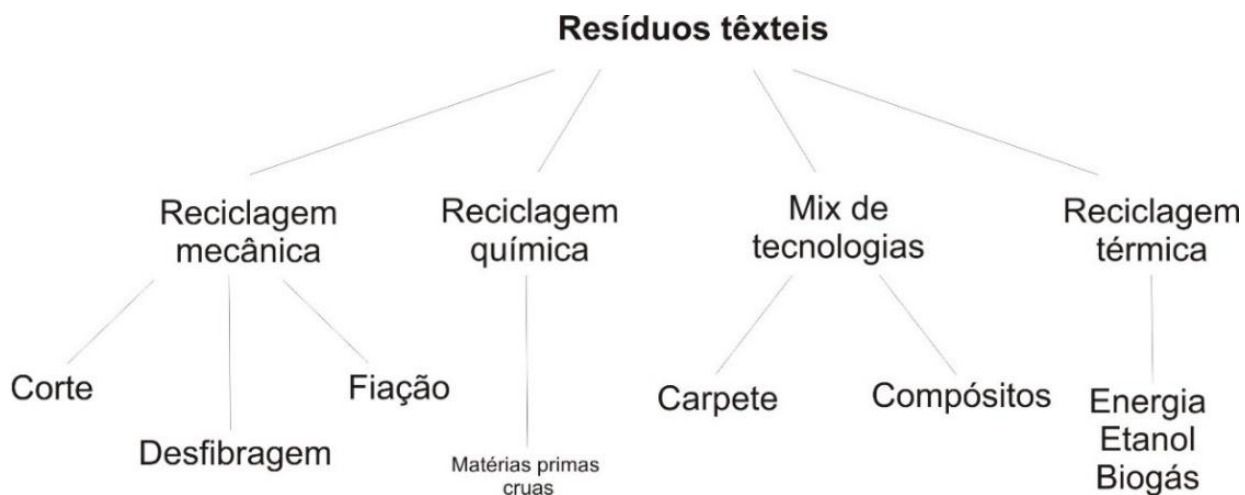 Resíduos têxteis
Reciclagem
mecânica
Reciclagem
química
Mix de
tecnologias
Reciclagem
térmica
Corte
Desfibragem
Fiação
Matérias primas
cruas
Carpete
Compósitos
Energia
Etanol
Biogás